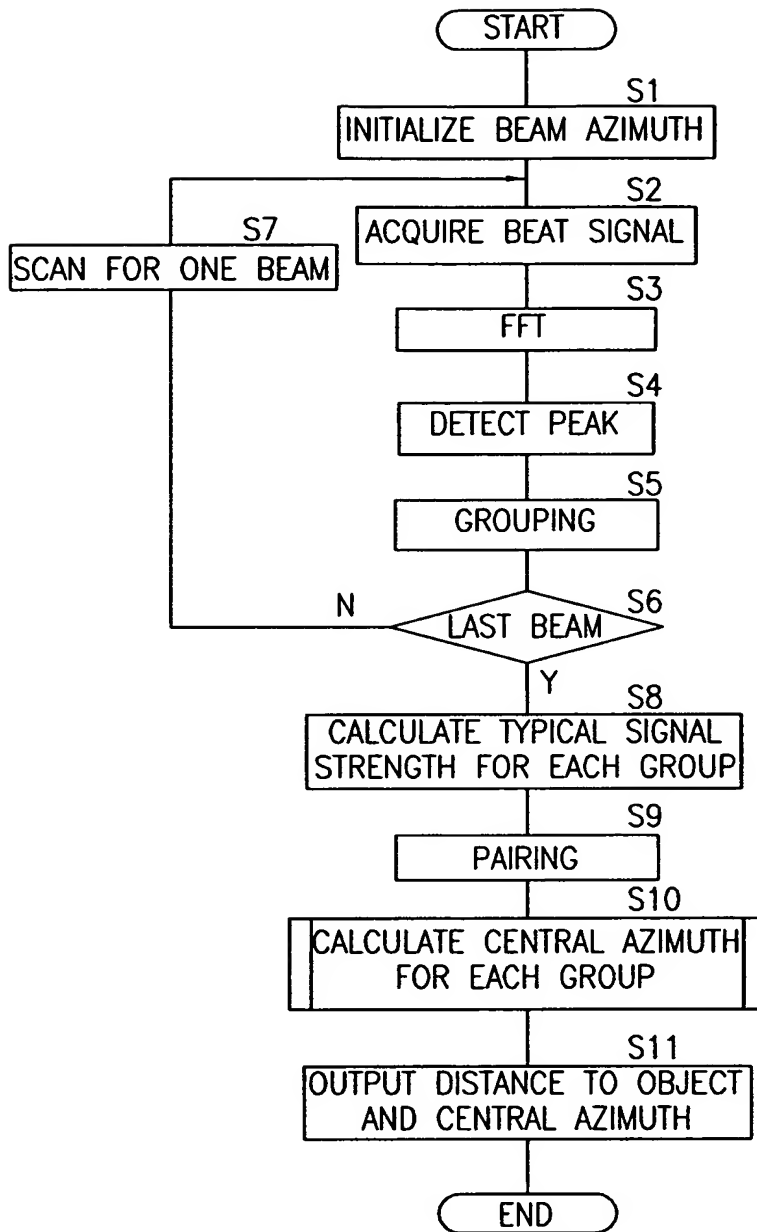 START
S1
INITIALIZE BEAM AZIMUTH
S2
ACQUIRE BEAT SIGNAL
S7
SCAN FOR ONE BEAM
S3
FFT
S4
DETECT PEAK
S5
GROUPING
N
S6
LAST BEAM
Y
S8
CALCULATE TYPICAL SIGNAL
STRENGTH FOR EACH GROUP
S9
PAIRING
S10
CALCULATE CENTRAL AZIMUTH
FOR EACH GROUP
S11
OUTPUT DISTANCE TO OBJECT
AND CENTRAL AZIMUTH
END